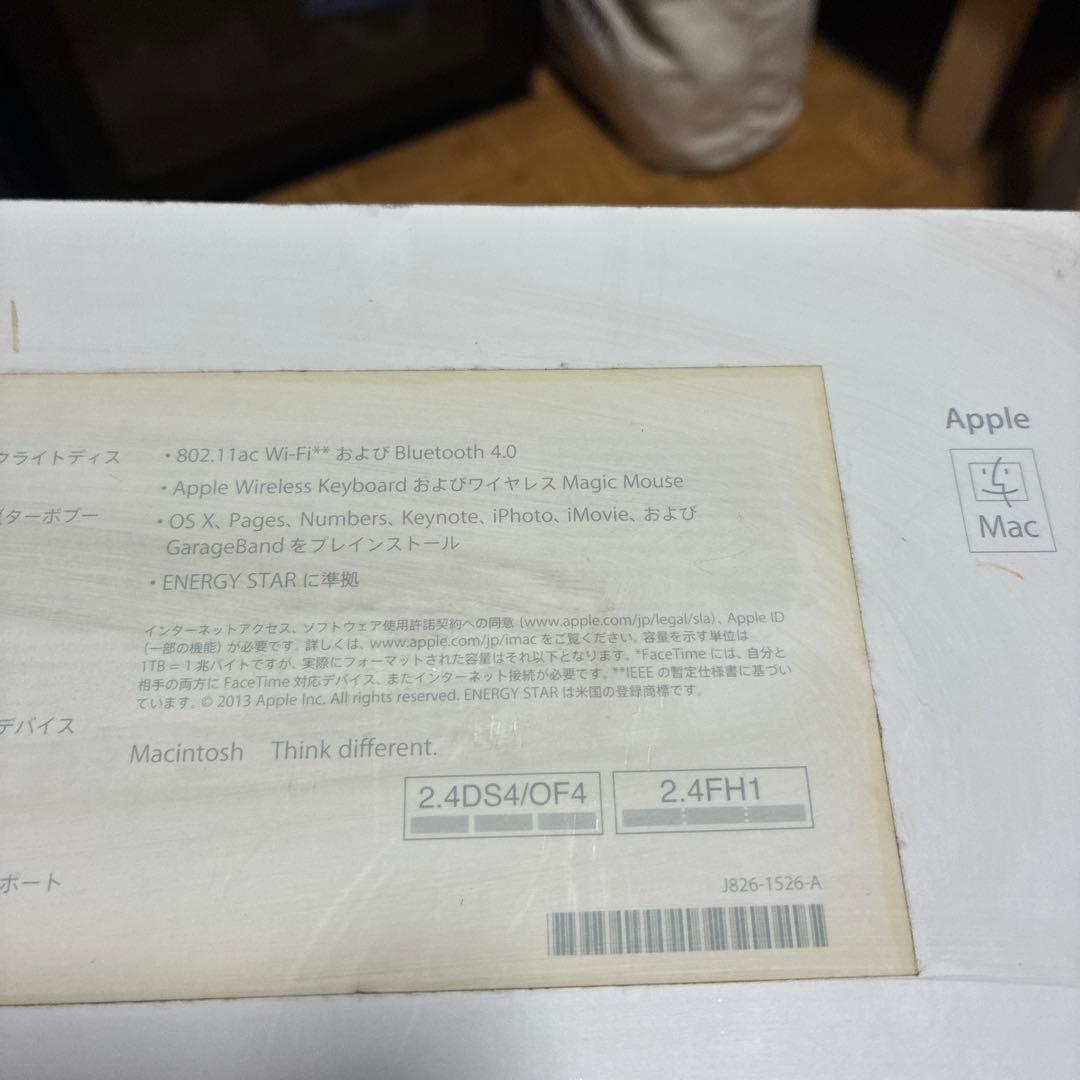 クライトディス
ターボブー
デバイス
ポート
・802.11ac Wi-Fi** および Bluetooth 4.0
・Apple Wireless Keyboard およびワイヤレス Magic Mouse
・OS X、Pages、Numbers、Keynote、iPhoto、iMovie、および
GarageBand をプレインストール
・ENERGY STAR に準拠
インターネットアクセス、ソフトウェア使用許諾契約への同意 (www.apple.com/jp/legal/sla)、Apple ID
(一部の機能) が必要です。詳しくは、www.apple.com/jp/imac をご覧ください。容量を示す単位は
1TB = 1 兆バイトですが、実際にフォーマットされた容量はそれ以下となります。*FaceTime には、自分と
相手の両方に FaceTime 対応デバイス、またインターネット接続が必要です。**IEEE の暫定仕様書に基づい
ています。© 2013 Apple Inc. All rights reserved. ENERGY STAR は米国の登録商標です。
Macintosh Think different.
2.4DS4/OF4
2.4FH1
J826-1526-A
Apple
Mac